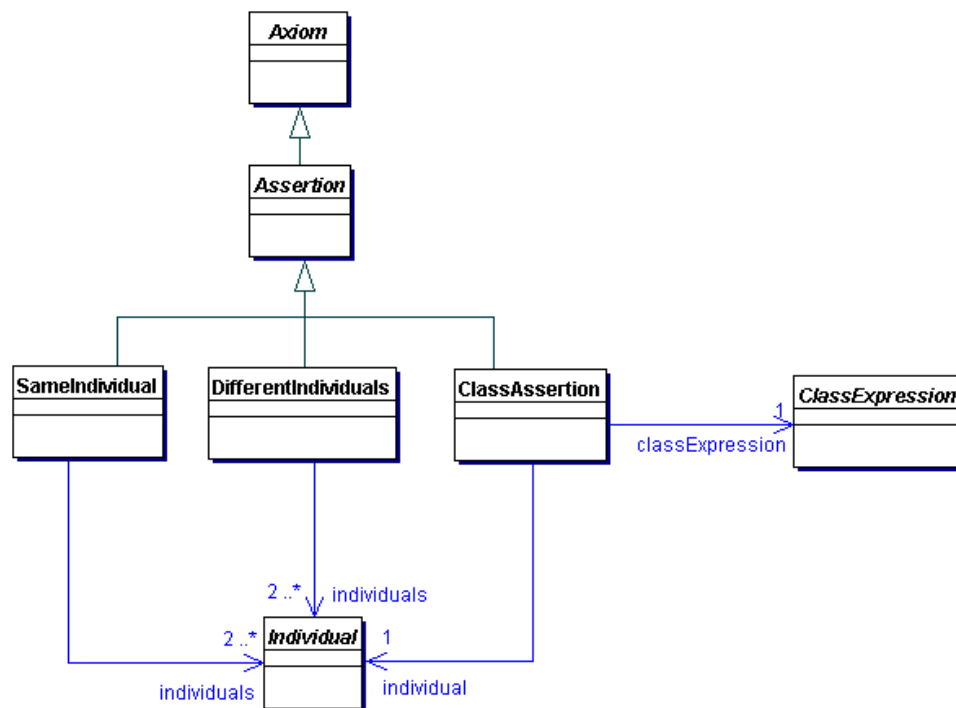 Axiom
Assertion
SameIndividual
DifferentIndividuals
ClassAssertion
ClassExpression
1
classExpression
2 ..*
individuals
2 ..*
Individual
1
individuals
individual